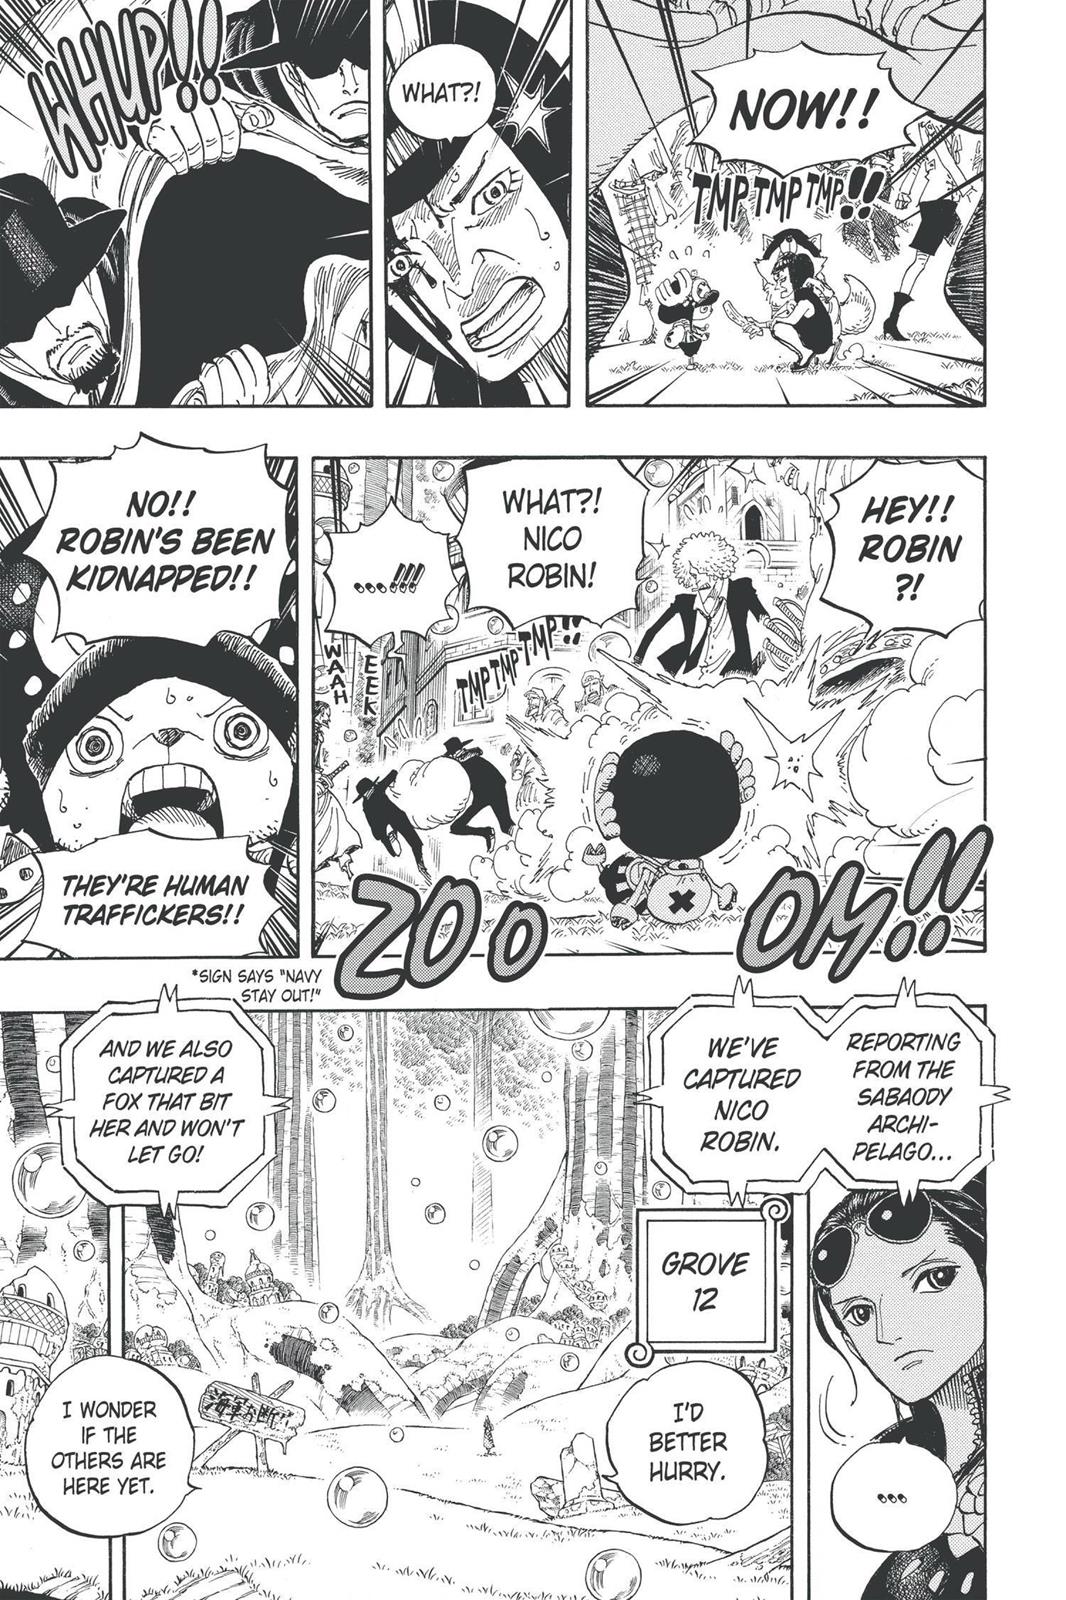 NOW!!
TMP TMP TMP!!
WHAT?!
WHUP!!
HEY!!
ROBIN
?!
WHAT?!
NICO
ROBIN!
...!!!
TMP TMP TMP!!
EEK
WAAH
ZOOOM!!
NO!!
ROBIN'S BEEN
KIDNAPPED!!
THEY'RE HUMAN
TRAFFICKERS!!
*SIGN SAYS "NAVY
STAY OUT!"
REPORTING
FROM THE
SABAODY
ARCHI-
PELAGO...
WE'VE
CAPTURED
NICO
ROBIN.
AND WE ALSO
CAPTURED A
FOX THAT BIT
HER AND WON'T
LET GO!
...
GROVE
12
I'D
BETTER
HURRY.
I WONDER
IF THE
OTHERS ARE
HERE YET.